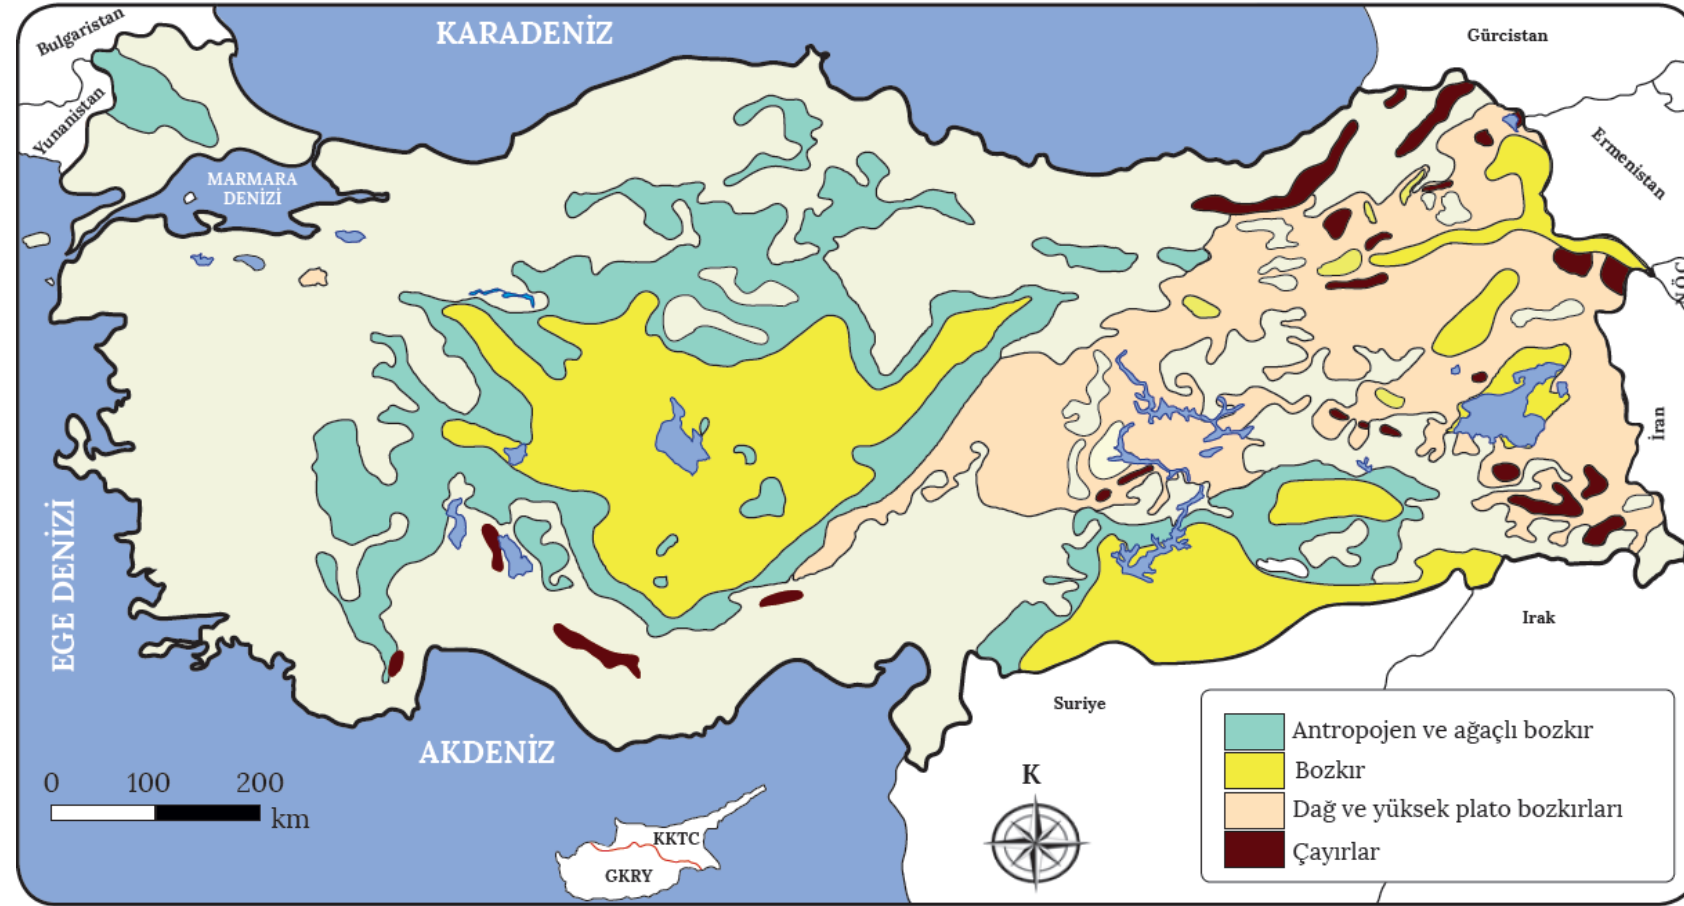 Bulgaristan
KARADENİZ
Gürcistan
Yunanistan
Ermenistan
MARMARA
DENİZİ
NÖÇ
İran
EGE DENİZİ
Irak
Suriye
AKDENİZ
0 100 200
km
KKTC
GKRY
K
Antropojen ve ağaçlı bozkır
Bozkır
Dağ ve yüksek plato bozkırları
Çayırlar